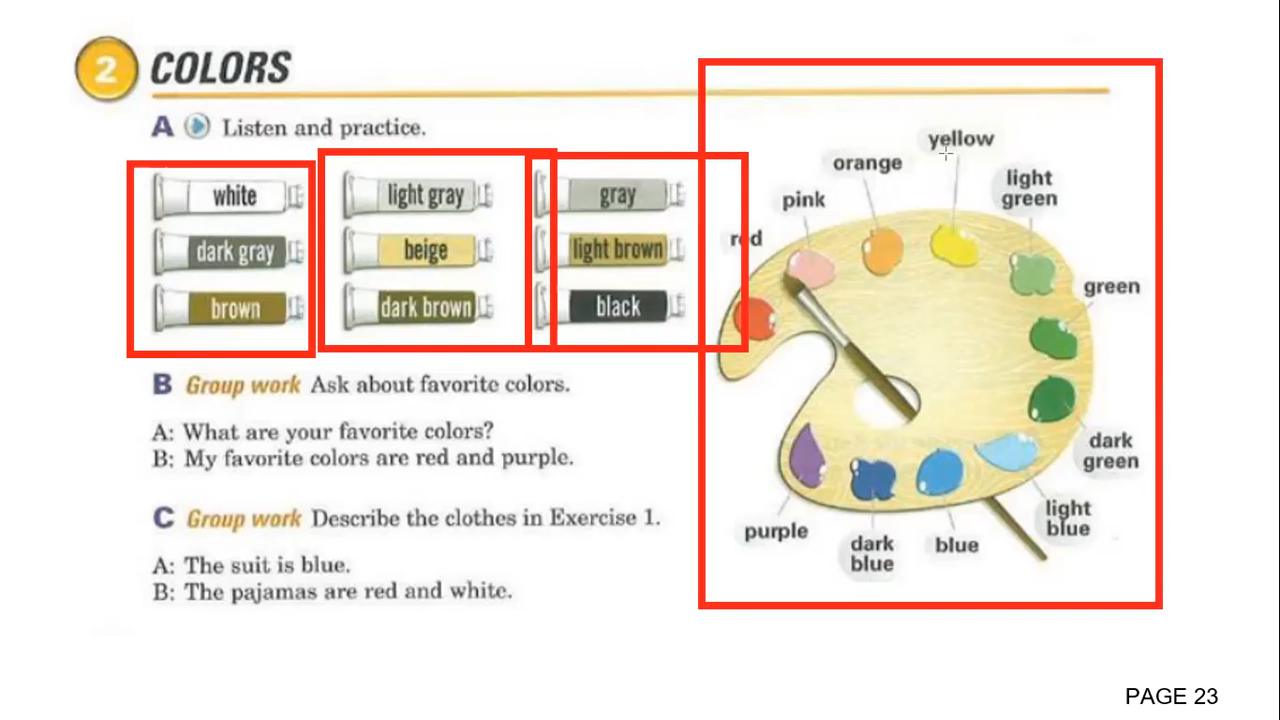 2 COLORS
A Listen and practice.
white
light gray
gray
dark gray
beige
light brown
brown
dark brown
black
B Group work Ask about favorite colors.
A: What are your favorite colors?
B: My favorite colors are red and purple.
C Group work Describe the clothes in Exercise 1.
A: The suit is blue.
B: The pajamas are red and white.
red
pink
orange
yellow
light
green
green
dark
green
light
blue
blue
dark
blue
purple
PAGE 23